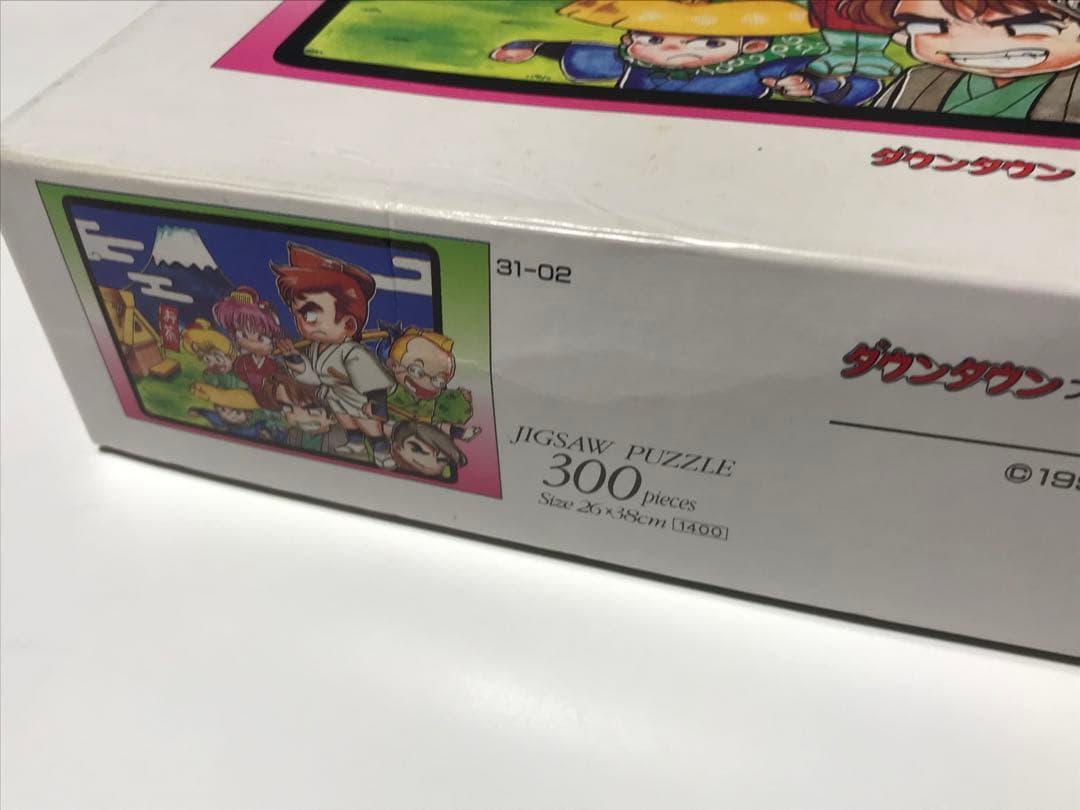 ダウンタウン
31-02
ダウンタウン
JIGSAW PUZZLE
300 pieces
Size 26×38cm 1400
©199